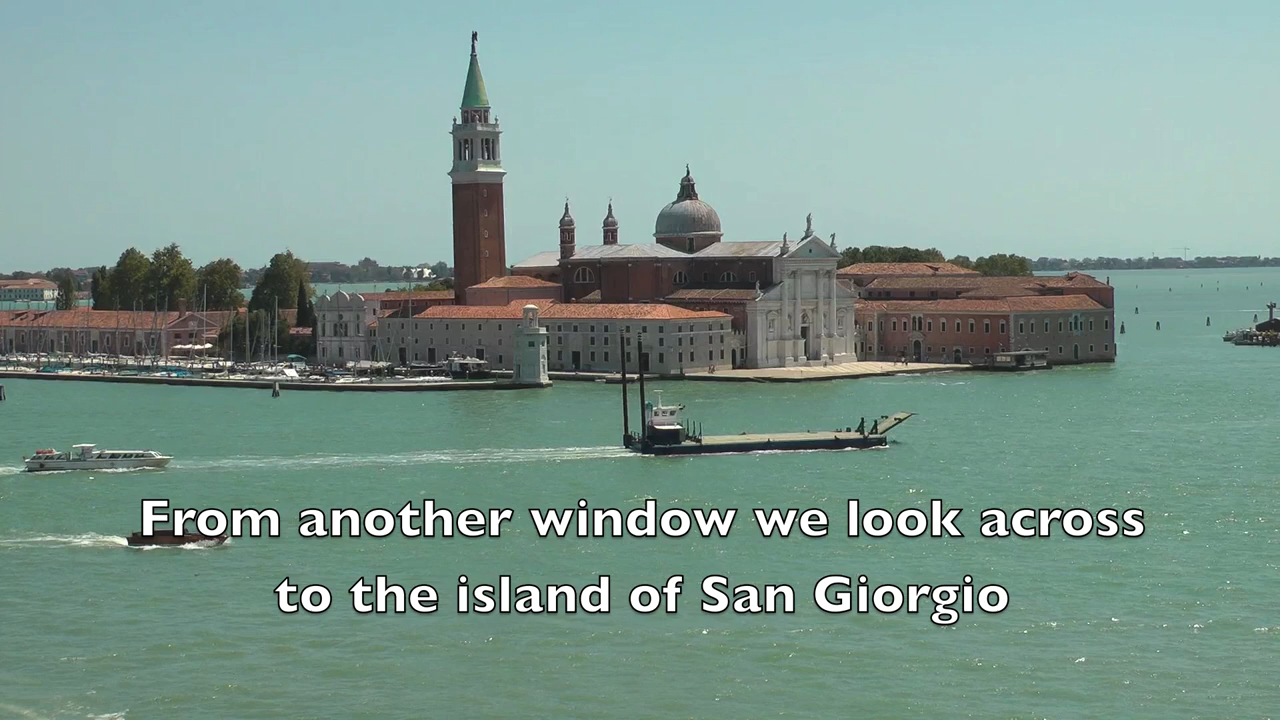 From another window we look across
to the island of San Giorgio